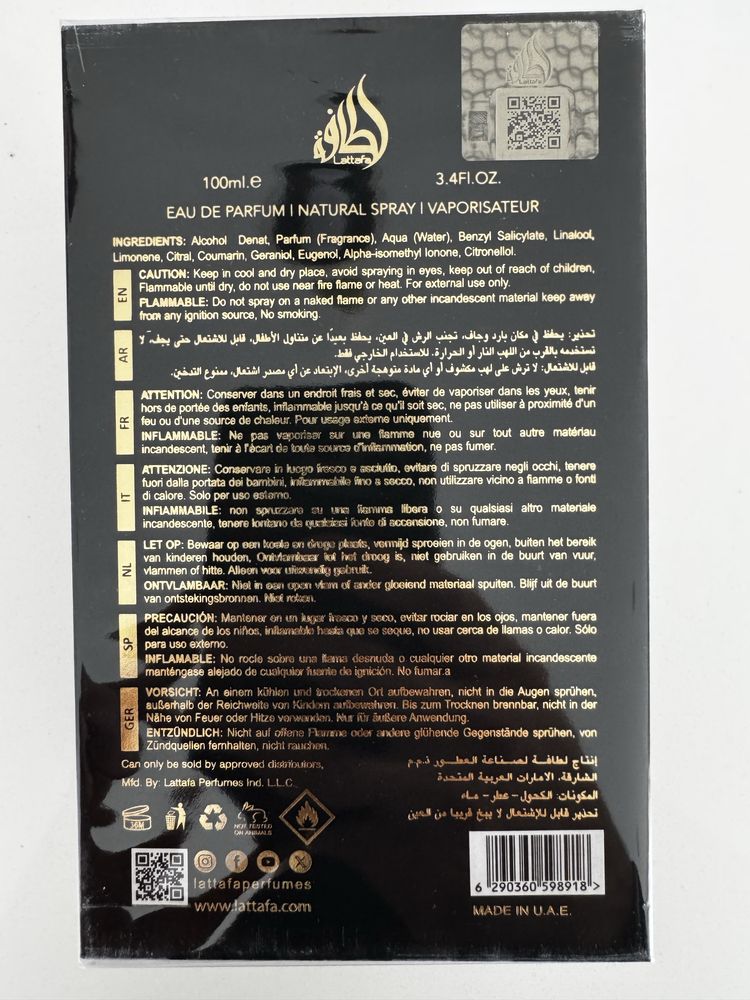 لطافة
Lattafa
Lattafa
100ml.e
3.4Fl.OZ.
EAU DE PARFUM I NATURAL SPRAY I VAPORISATEUR
INGREDIENTS: Alcohol Denat, Parfum (Fragrance), Aqua (Water), Benzyl Salicylate, Linalool,
Limonene, Citral, Coumarin, Geraniol, Eugenol, Alpha-isomethyl Ionone, Citronellol.
EN
CAUTION: Keep in cool and dry place, avoid spraying in eyes, keep out of reach of children,
Flammable until dry, do not use near fire flame or heat. For external use only.
FLAMMABLE: Do not spray on a naked flame or any other incandescent material keep away
from any ignition source, No smoking.
AR
تحذير: يحفظ في مكان بارد وجاف، تجنب الرش في العين، يحفظ بعيدًا عن متناول الأطفال، قابل للاشتعال حتى يجف، لا
تستخدمه بالقرب من اللهب النار أو الحرارة. للاستخدام الخارجي فقط.
قابل للاشتعال: لا ترش على لهب مكشوف أو أي مادة متوهجة أخرى، الإبتعاد عن أي مصدر اشتعال، ممنوع التدخين.
FR
ATTENTION: Conserver dans un endroit frais et sec, éviter de vaporiser dans les yeux, tenir
hors de portée des enfants, inflammable jusqu'à ce qu'il soit sec, ne pas utiliser à proximité d'un
feu ou d'une source de chaleur. Pour usage externe uniquement.
INFLAMMABLE: Ne pas vaporiser sur une flamme nue ou sur tout autre matériau
incandescent, tenir à l'écart de toute source d'inflammation, ne pas fumer.
IT
ATTENZIONE: Conservare in luogo fresco e asciutto, evitare di spruzzare negli occhi, tenere
fuori dalla portata dei bambini, infiammabile fino a secco, non utilizzare vicino a fiamme o fonti
di calore. Solo per uso esterno.
INFIAMMABILE: non spruzzare su una fiamma libera o su qualsiasi altro materiale
incandescente, tenere lontano da qualsiasi fonte di accensione, non fumare.
NL
LET OP: Bewaar op een koele en droge plaats, vermijd sproeien in de ogen, buiten het bereik
van kinderen houden, Ontvlambaar tot het droog is, niet gebruiken in de buurt van vuur,
vlammen of hitte. Alleen voor uitwendig gebruik.
ONTVLAMBAAR: Niet in een open vlam of ander gloeiend materiaal spuiten. Blijf uit de buurt
van ontstekingsbronnen. Niet roken.
SP
PRECAUCIÓN: Mantener en un lugar fresco y seco, evitar rociar en los ojos, mantener fuera
del alcance de los niños, inflamable hasta que se seque, no usar cerca de llamas o calor. Sólo
para uso externo.
INFLAMABLE: No rocíe sobre una llama desnuda o cualquier otro material incandescente
manténgase alejado de cualquier fuante de ignición. No fumar.a
GER
VORSICHT: An einem kühlen und trockenen Ort aufbewahren, nicht in die Augen sprühen,
außerhalb der Reichweite von Kindern aufbewahren. Bis zum Trocknen brennbar, nicht in der
Nähe von Feuer oder Hitze verwenden. Nur für äußere Anwendung.
ENTZÜNDLICH: Nicht auf offene Flamme oder andere glühende Gegenstände sprühen, von
Zündquellen fernhalten, nicht rauchen.
Can only be sold by approved distributors,
Mfd. By: Lattafa Perfumes Ind. L.L.C.
إنتاج لطافة لصناعة العطور ذ.م.م
الشارقة، الامارات العربية المتحدة
المكونات: الكحول - عطر - ماء
تحذير قابل للإشتعال لا يبخ قريبا من العين
36M
NOT TESTED
ON ANIMALS
lattafaperfumes
www.lattafa.com
6 290360 598918 >
MADE IN U.A.E.